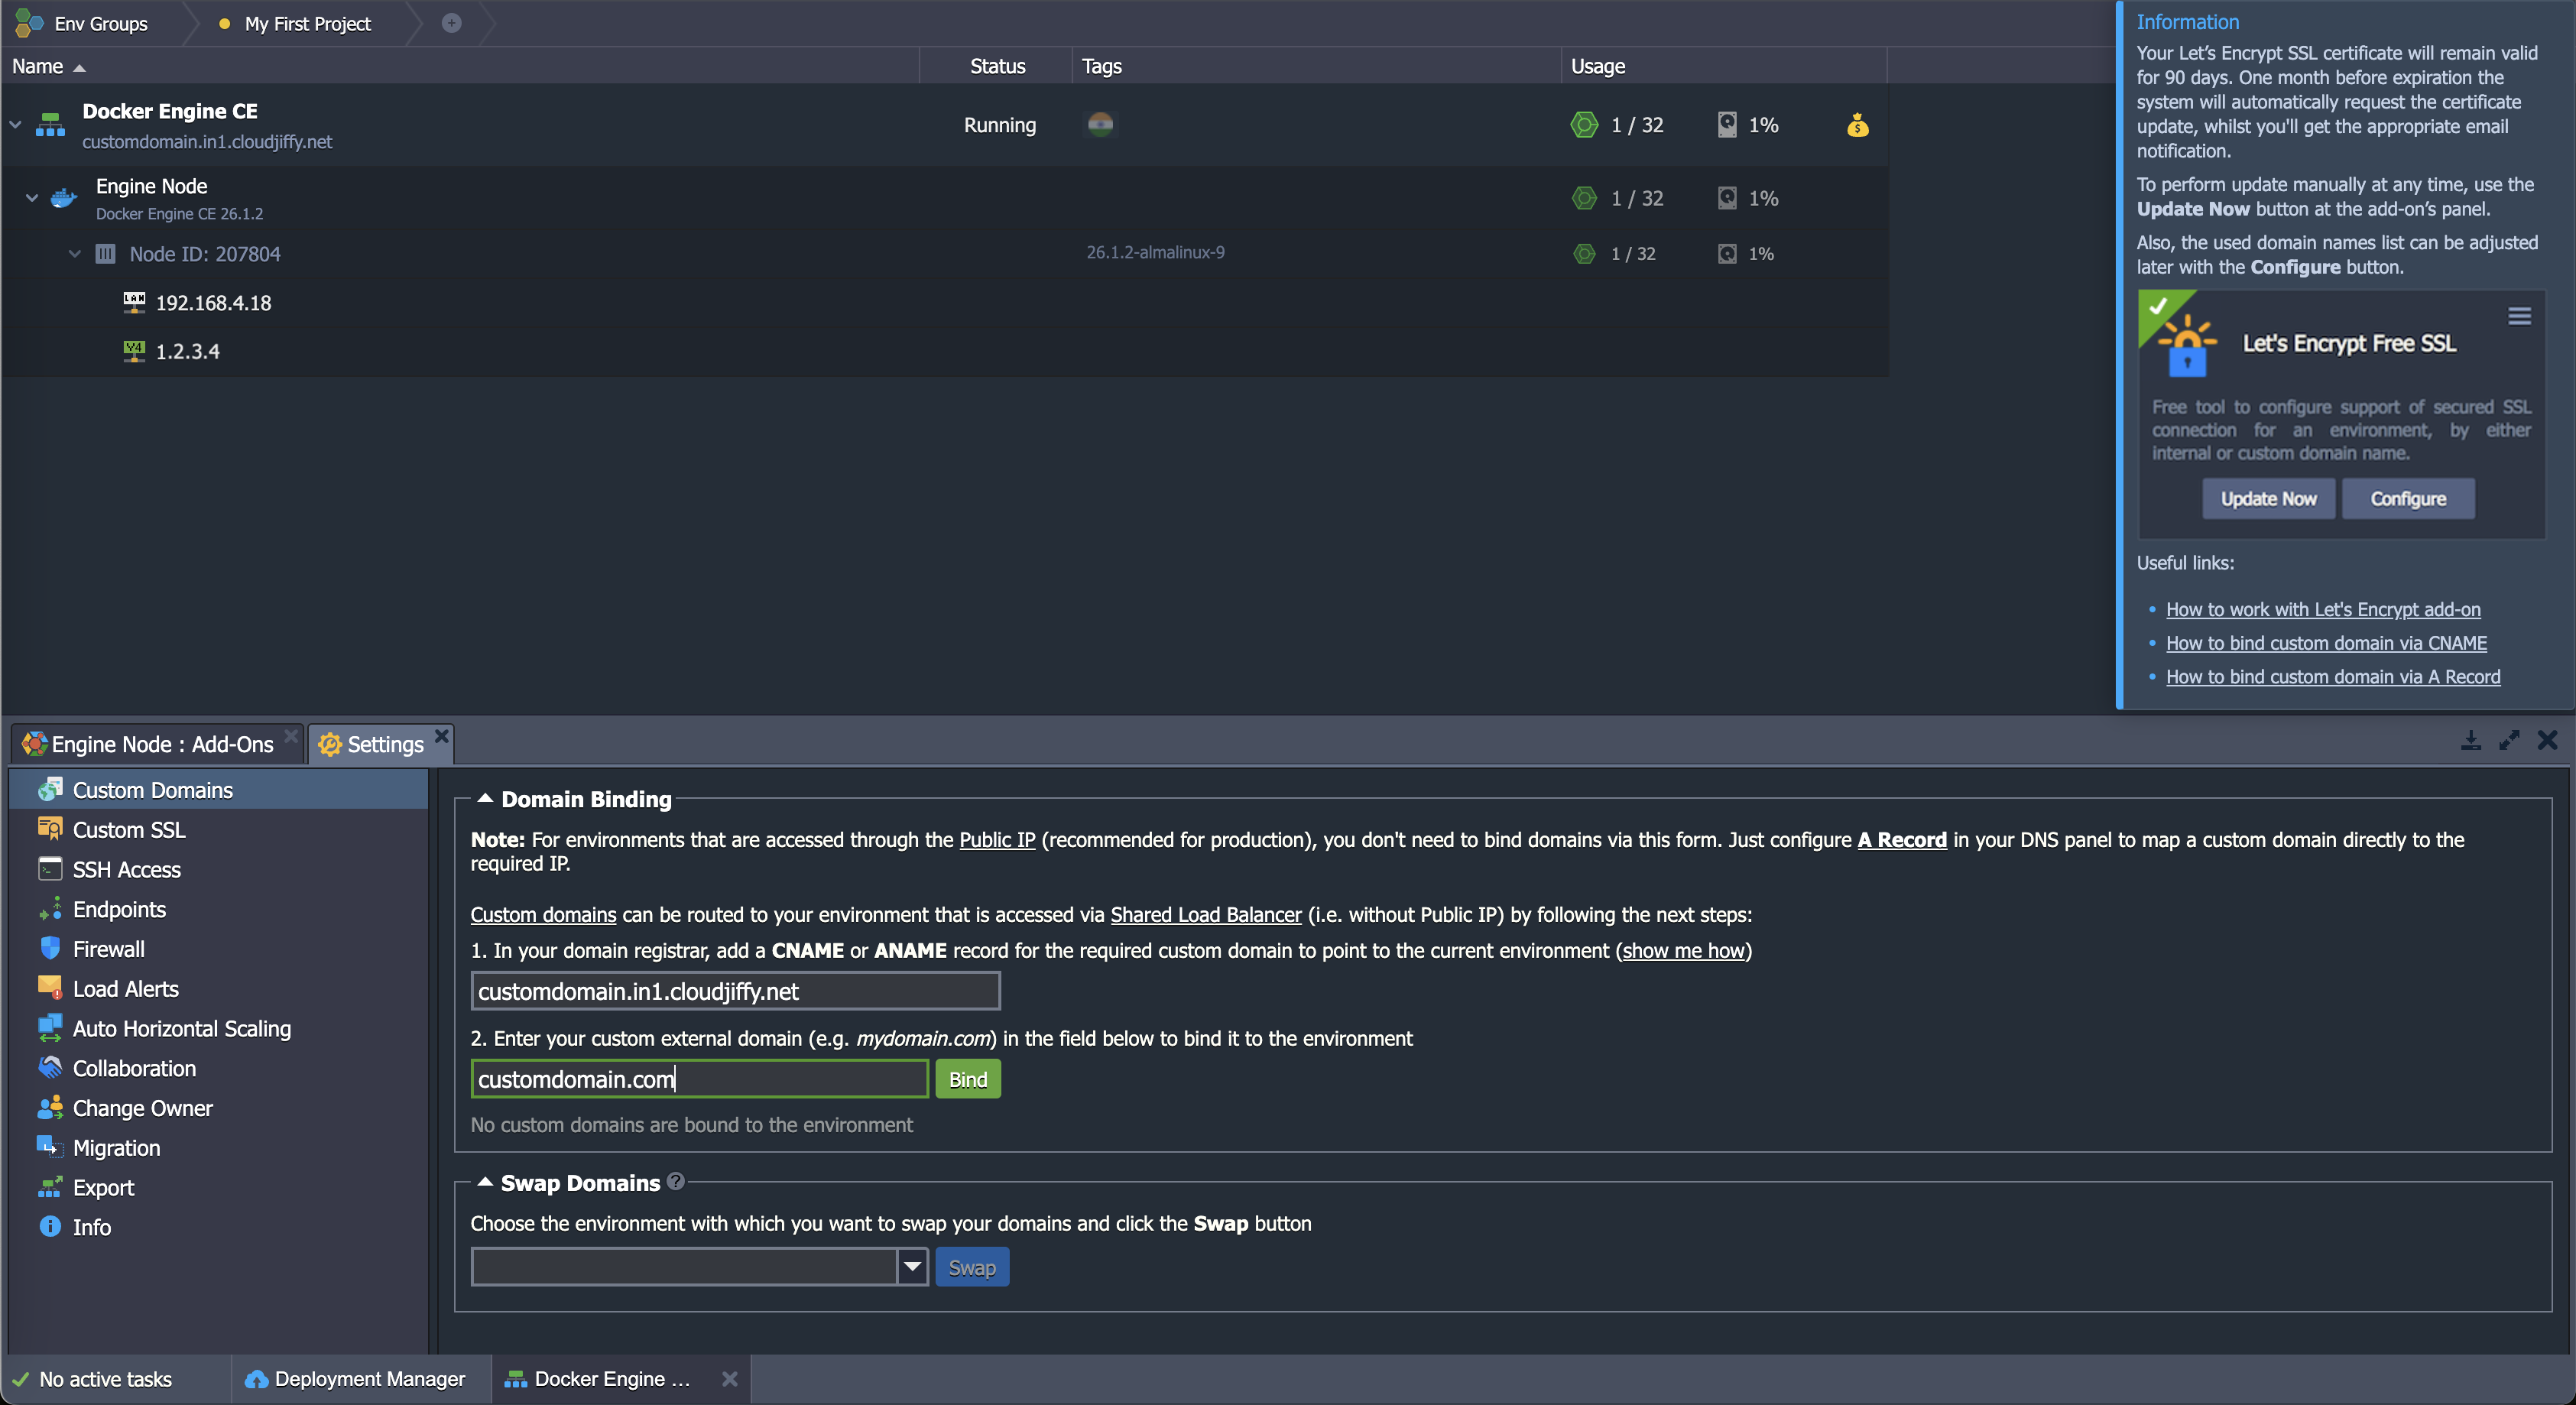 Env Groups
My First Project
Name
Status
Tags
Usage
Docker Engine CE
customdomain.in1.cloudjiffy.net
Running
1 / 32
1%
Engine Node
Docker Engine CE 26.1.2
1 / 32
1%
Node ID: 207804
26.1.2-almalinux-9
1 / 32
1%
LAN
192.168.4.18
V4
1.2.3.4
Information
Your Let’s Encrypt SSL certificate will remain valid
for 90 days. One month before expiration the
system will automatically request the certificate
update, whilst you'll get the appropriate email
notification.
To perform update manually at any time, use the
Update Now button at the add-on’s panel.
Also, the used domain names list can be adjusted
later with the Configure button.
Let's Encrypt Free SSL
Free tool to configure support of secured SSL
connection for an environment, by either
internal or custom domain name.
Update Now
Configure
Useful links:
• How to work with Let's Encrypt add-on
• How to bind custom domain via CNAME
• How to bind custom domain via A Record
Engine Node : Add-Ons
Settings
Custom Domains
Custom SSL
SSH Access
Endpoints
Firewall
Load Alerts
Auto Horizontal Scaling
Collaboration
Change Owner
Migration
Export
Info
Domain Binding
Note: For environments that are accessed through the Public IP (recommended for production), you don't need to bind domains via this form. Just configure A Record in your DNS panel to map a custom domain directly to the
required IP.
Custom domains can be routed to your environment that is accessed via Shared Load Balancer (i.e. without Public IP) by following the next steps:
1. In your domain registrar, add a CNAME or ANAME record for the required custom domain to point to the current environment (show me how)
customdomain.in1.cloudjiffy.net
2. Enter your custom external domain (e.g. mydomain.com) in the field below to bind it to the environment
customdomain.com
Bind
No custom domains are bound to the environment
Swap Domains ?
Choose the environment with which you want to swap your domains and click the Swap button
Swap
No active tasks
Deployment Manager
Docker Engine ...